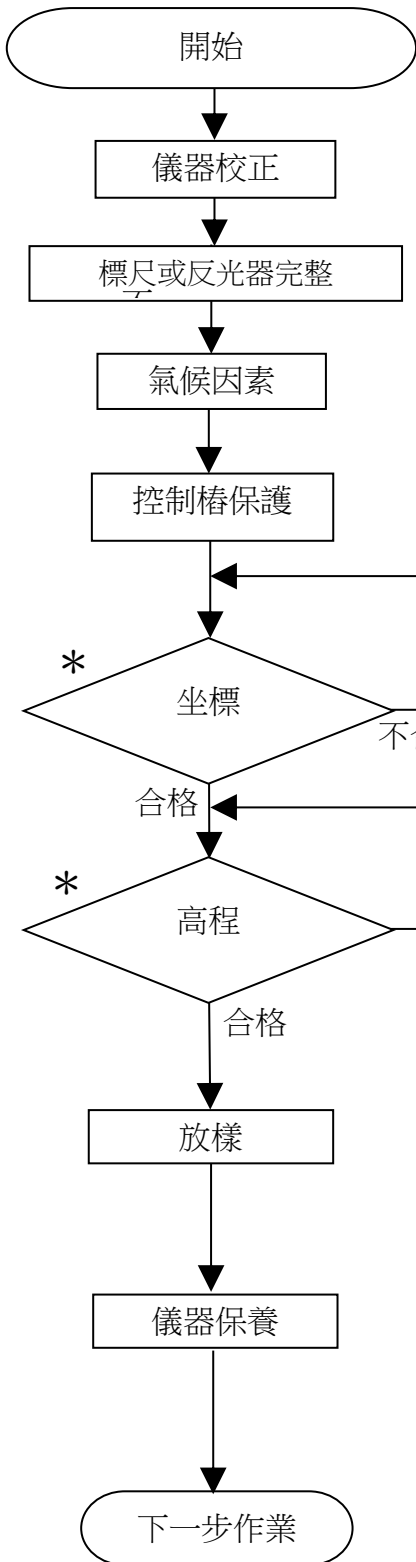 開始
儀器校正
標尺或反光器完整
氣候因素
控制樁保護
*
坐標
不
合格
*
高程
合格
放樣
儀器保養
下一步作業